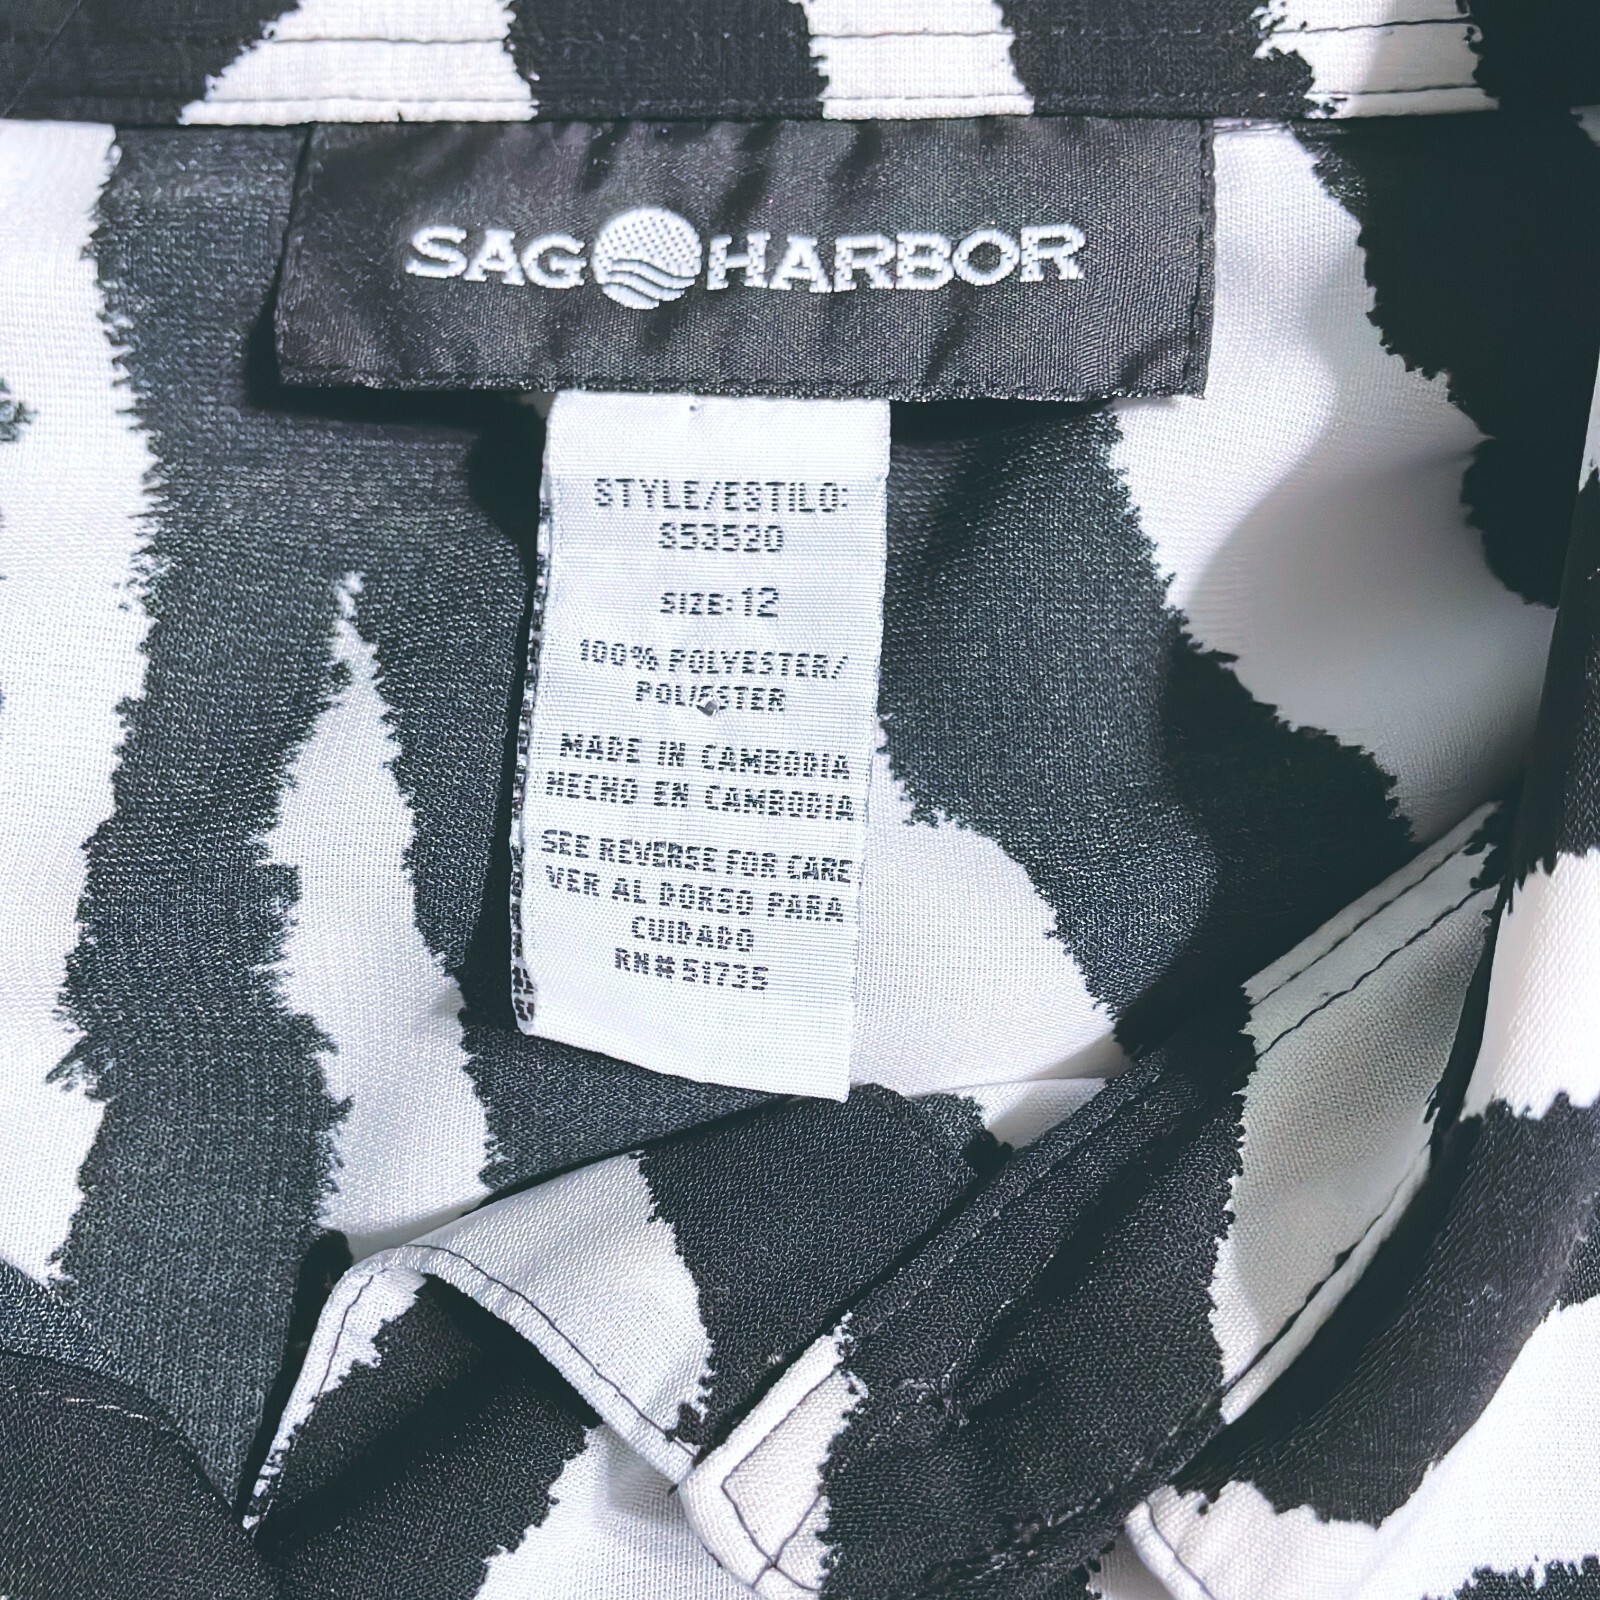 SAG HARBOR
STYLE/ESTILO:
S53520
SIZE: 12
100% POLYESTER/
POLIESTER
MADE IN CAMBODIA
HECHO EN CAMBODIA
SEE REVERSE FOR CARE
VER AL DORSO PARA
CUIDADO
RN# 51735